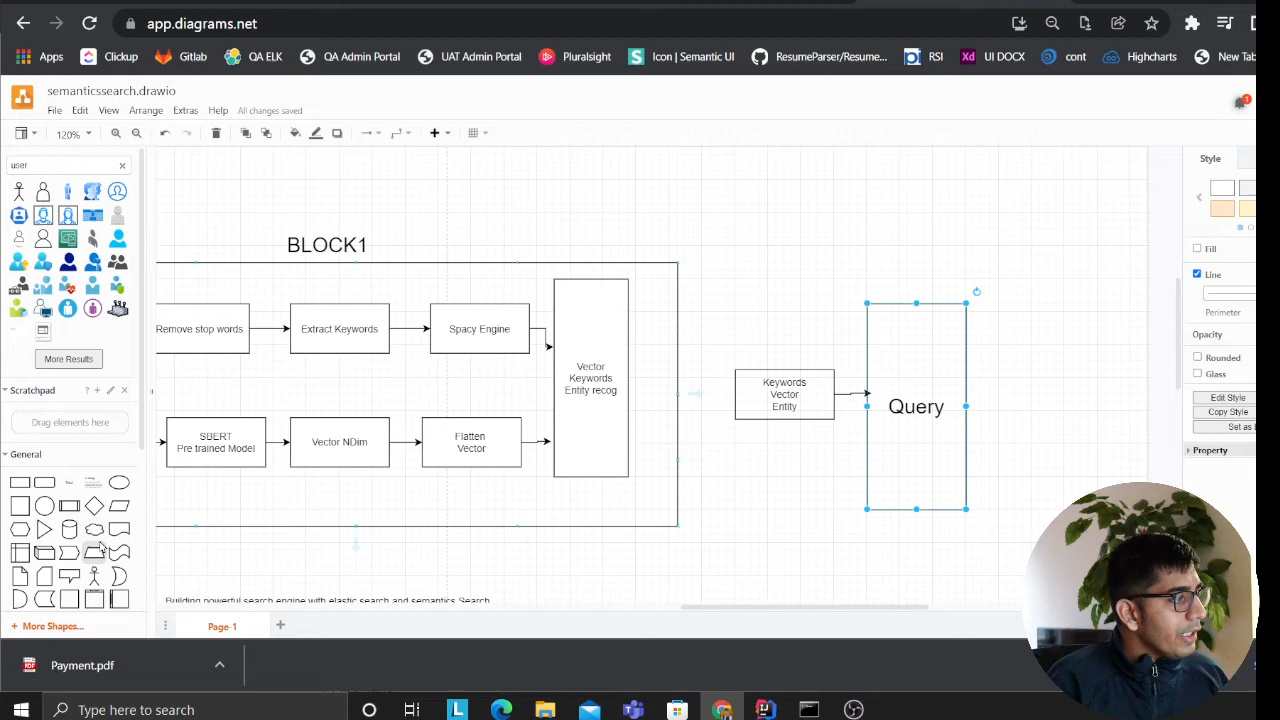 app.diagrams.net
Apps
Clickup
Gitlab
QA ELK
QA Admin Portal
UAT Admin Portal
Pluralsight
Icon | Semantic UI
ResumeParser/Resume...
RSI
Xd
UI DOCX
cont
Highcharts
New Tab
semanticssearch.drawio
File
Edit
View
Arrange
Extras
Help
All changes saved
1
120%
Style
user
More Results
Scratchpad
?
Drag elements here
General
Text
More Shapes...
BLOCK1
Remove stop words
Extract Keywords
Spacy Engine
Vector
Keywords
Entity recog
SBERT
Pre trained Model
Vector NDim
Flatten
Vector
Keywords
Vector
Entity
Query
Building powerful search engine with elastic search and semantics Search
Fill
Line
Perimeter
Opacity
Rounded
Glass
Edit Style
Copy Style
Set as
Property
Page-1
PDF
Payment.pdf
Type here to search
L